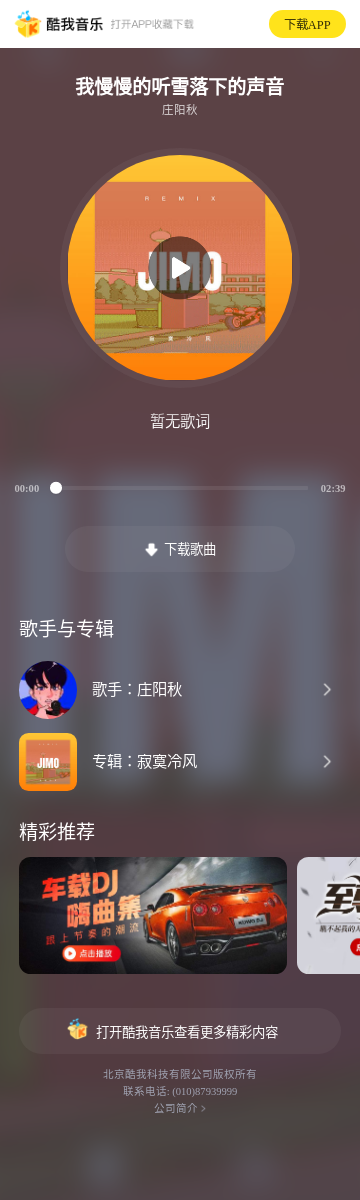 酷我音乐 打开APP收藏下载 下载APP
我慢慢的听雪落下的声音
庄阳秋
REMIX
JIMO
寂寞冷风
暂无歌词
00:00 02:39
下载歌曲
歌手与专辑
歌手：庄阳秋
JIMO
专辑：寂寞冷风
精彩推荐
车载DJ
嗨曲集
跟上节奏的潮流
点击播放
打开酷我音乐查看更多精彩内容
北京酷我科技有限公司版权所有
联系电话: (010)87939999
公司简介